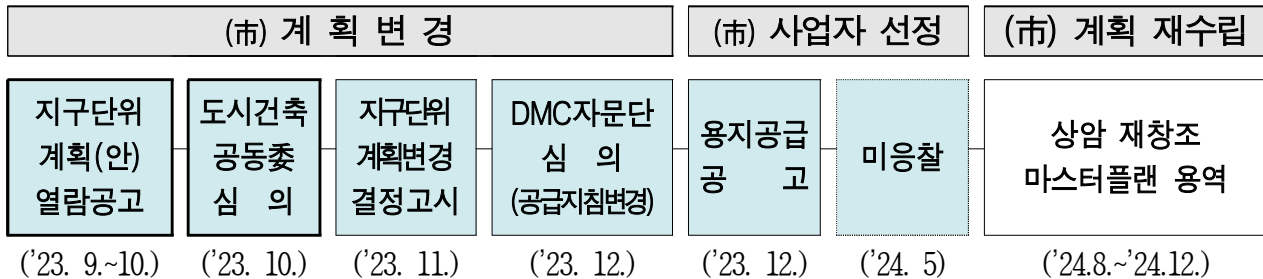 (市) 계 획 변 경
(市) 사업자 선정
(市) 계획 재수립
지구단위
계획(안)
열람공고
도시건축
공동委
심 의
지구단위
계획변경
결정고시
DMC자문단
심 의
(공급지침변경)
용지공급
공 고
미응찰
상암 재창조
마스터플랜 용역
('23. 9.~10.)
('23. 10.)
('23. 11.)
('23. 12.)
('23. 12.)
('24. 5)
('24.8.~'24.12.)